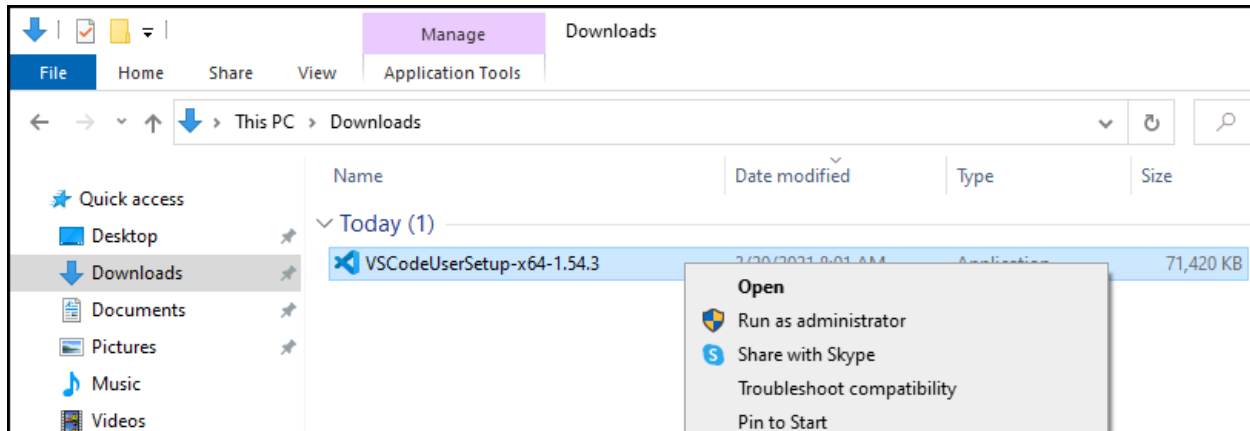 Manage Downloads
File Home Share View Application Tools
This PC Downloads
Name Date modified Type Size
Quick access
Today (1)
Desktop
VSCodeUserSetup-x64-1.54.3 AM Application 71,420 KB
Downloads
Open
Documents
Run as administrator
Pictures
Share with Skype
Music
Troubleshoot compatibility
Videos
Pin to Start